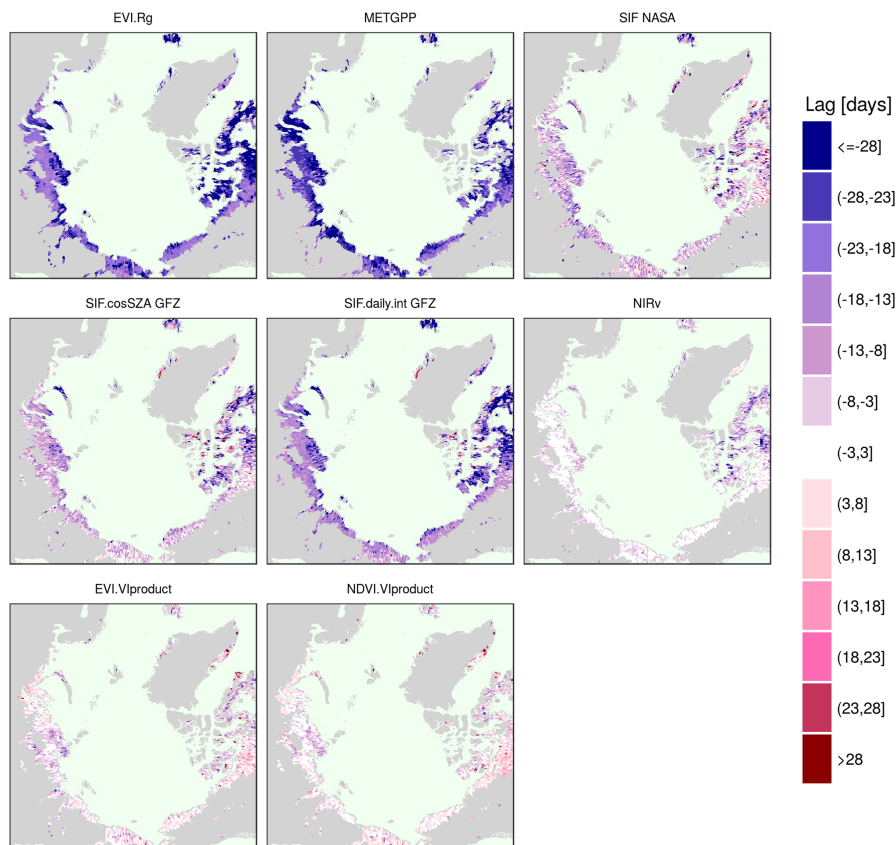 EVI.Rg
METGPP
SIF NASA
SIF.cosSZA GFZ
SIF.daily.int GFZ
NIRv
EVI.VIproduct
NDVI.VIproduct
Lag [days]
<=-28]
(-28,-23]
(-23,-18]
(-18,-13]
(-13,-8]
(-8,-3]
(-3,3]
(3,8]
(8,13]
(13,18]
(18,23]
(23,28]
>28